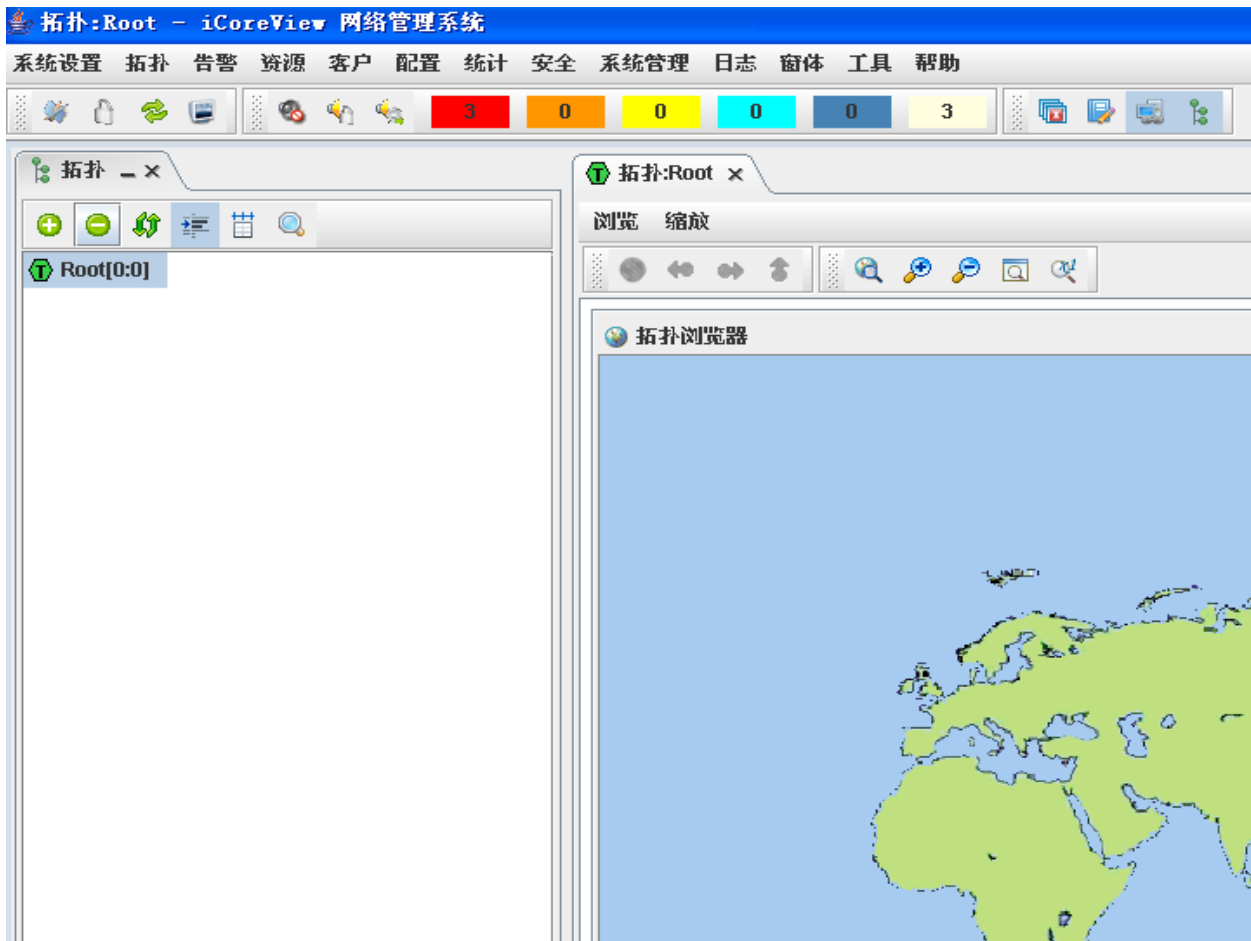 拓扑:Root - iCoreView 网络管理系统
系统设置 拓扑 告警 资源 客户 配置 统计 安全 系统管理 日志 窗体 工具 帮助
3 0 0 0 0 3
拓扑
拓扑:Root
浏览 缩放
Root[0:0]
拓扑浏览器